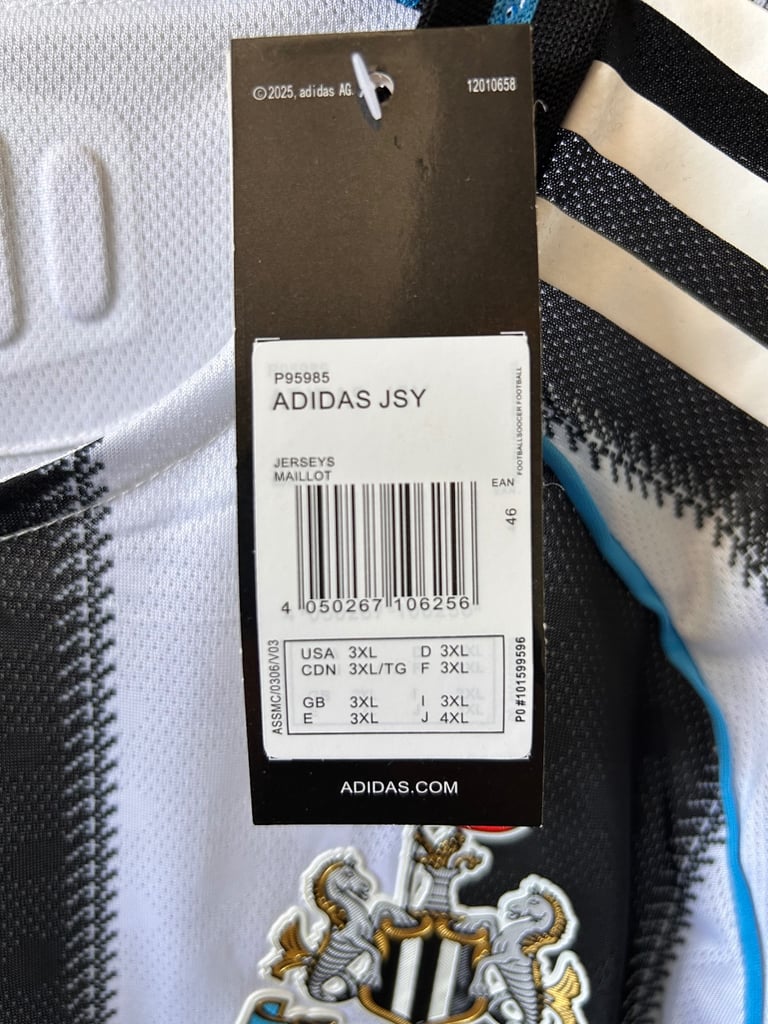 ©2025, adidas AG.
12010658
P95985
ADIDAS JSY
FOOTBALL/SOCCER FOOTBALL
JERSEYS
MAILLOT
EAN
46
4 050267 106256
ASSMC/0306/V03
USA 3XL D 3XL
CDN 3XL/TG F 3XL
GB 3XL I 3XL
E 3XL J 4XL
PO #101599596
ADIDAS.COM